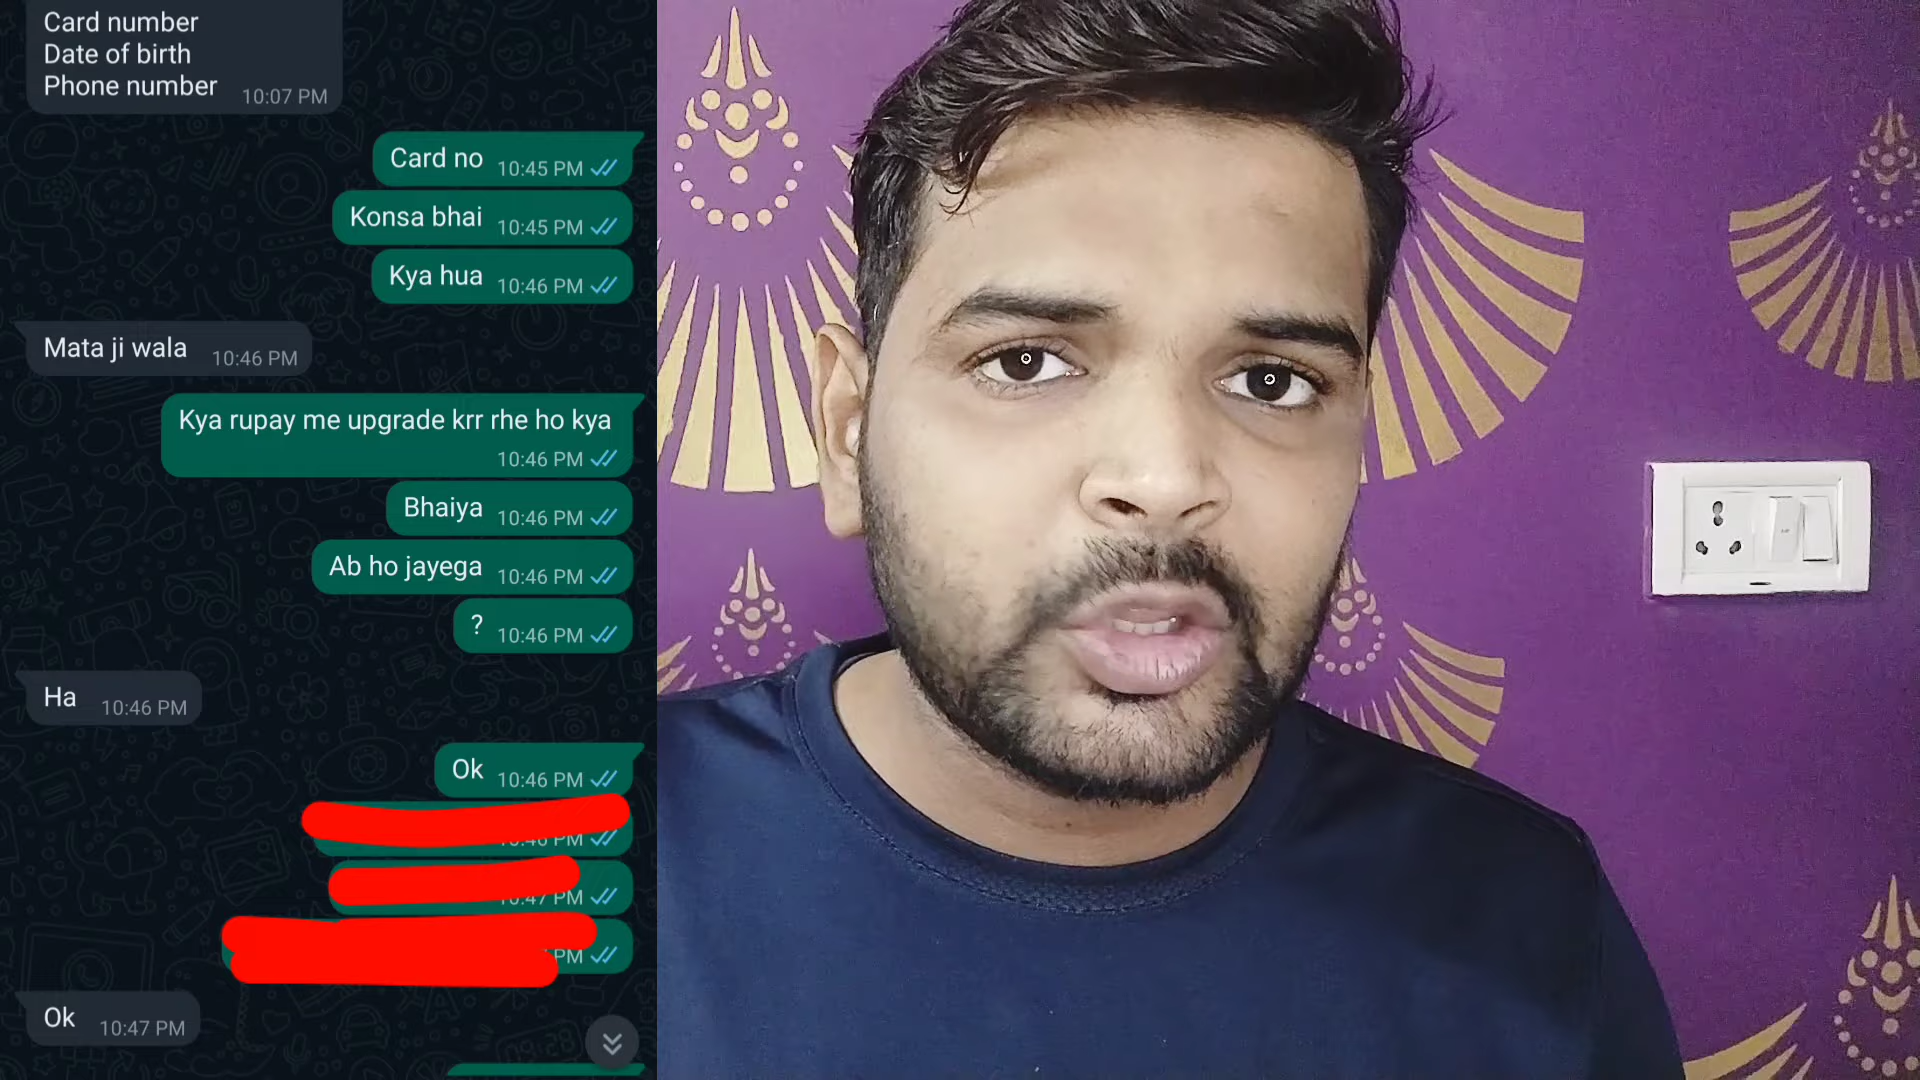 Card number
Date of birth
Phone number 10:07 PM
Card no 10:45 PM
Konsa bhai 10:45 PM
Kya hua 10:46 PM
Mata ji wala 10:46 PM
Kya rupay me upgrade krr rhe ho kya
10:46 PM
Bhaiya 10:46 PM
Ab ho jayega 10:46 PM
? 10:46 PM
Ha 10:46 PM
Ok 10:46 PM
PM
PM
PM
Ok 10:47 PM